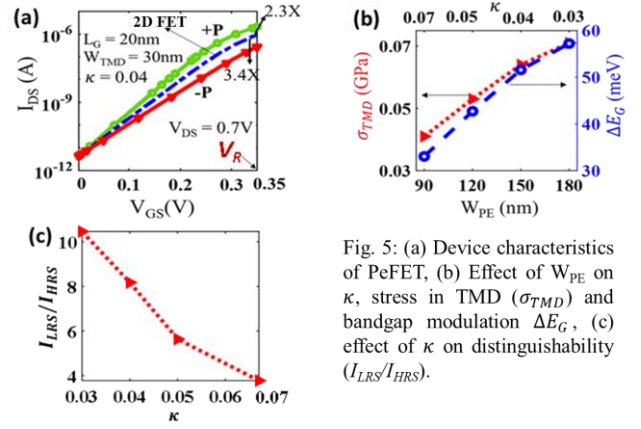 (a)
2D FET
+P
2.3X
L_G = 20nm
W_TMD = 30nm
κ = 0.04
3.4X
-P
V_DS = 0.7V
V_R
I_DS (A)
10^-6
10^-9
10^-12
0
0.1
0.2
0.3
0.35
V_GS(V)
(b)
κ
0.07
0.05
0.04
0.03
σ_TMD (GPa)
0.07
0.05
0.03
ΔE_G (meV)
60
50
40
30
90
120
150
180
W_PE (nm)
(c)
I_LRS/I_HRS
10
8
6
4
0.03
0.04
0.05
0.06
0.07
κ
Fig. 5: (a) Device characteristics
of PeFET, (b) Effect of W_PE on
κ, stress in TMD (σ_TMD) and
bandgap modulation ΔE_G, (c)
effect of κ on distinguishability
(I_LRS/I_HRS).